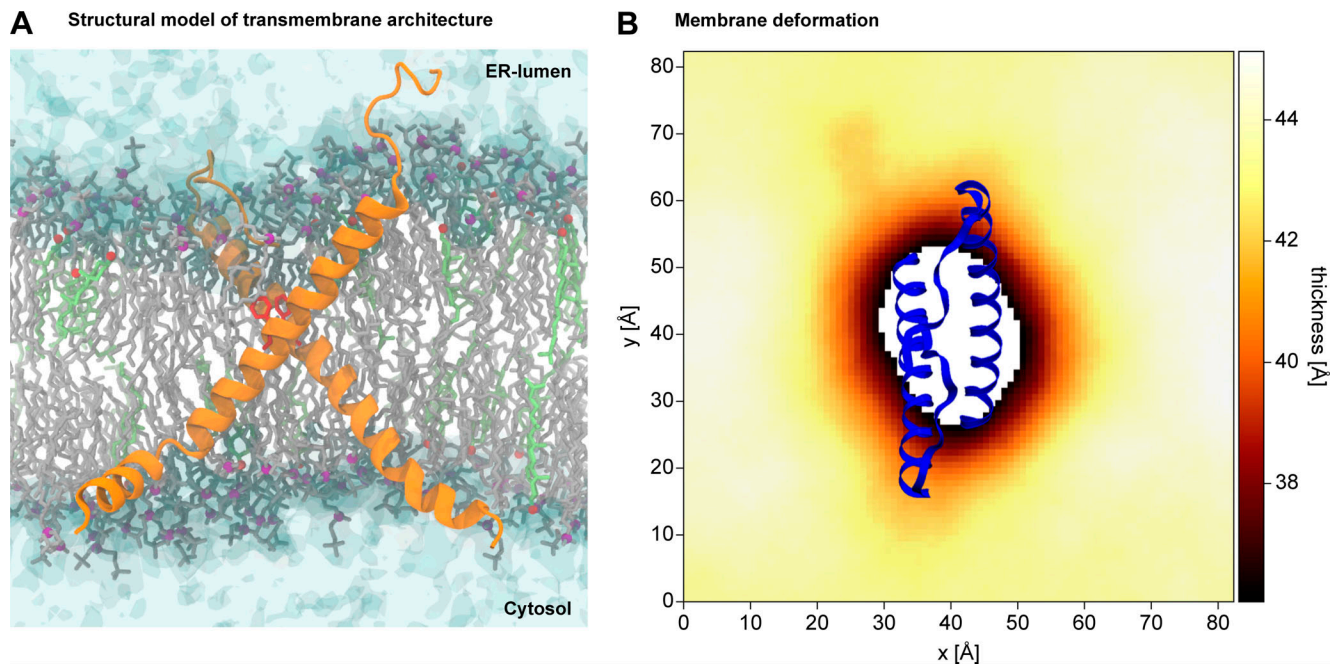 A Structural model of transmembrane architecture
ER-lumen
Cytosol
B Membrane deformation
80
70
60
50
40
30
20
10
0
y [Å]
0 10 20 30 40 50 60 70 80
x [Å]
44
42
40
38
thickness [Å]